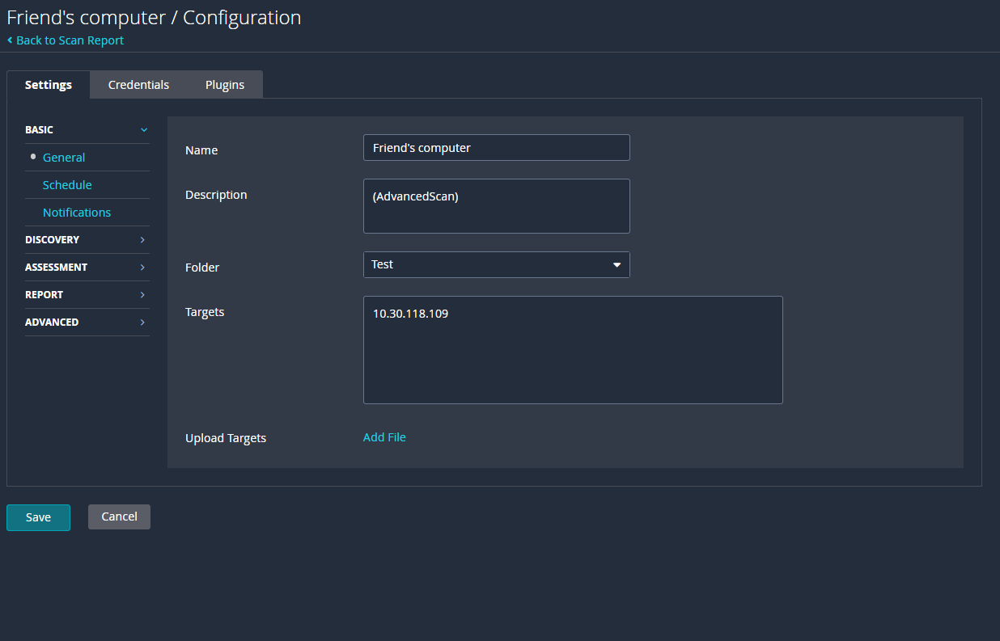 Friend's computer / Configuration
Back to Scan Report
Settings Credentials Plugins
BASIC
General
Schedule
Notifications
DISCOVERY
ASSESSMENT
REPORT
ADVANCED
Name Friend's computer
Description (AdvancedScan)
Folder Test
Targets 10.30.118.109
Upload Targets Add File
Save Cancel